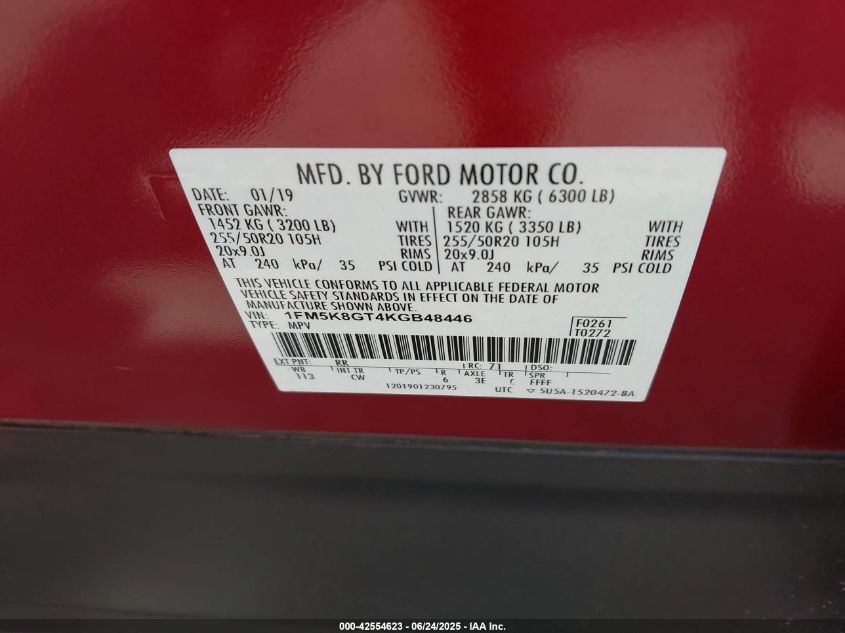 MFD. BY FORD MOTOR CO.
DATE: 01/19 GVWR: 2858 KG ( 6300 LB)
FRONT GAWR: REAR GAWR:
1452 KG ( 3200 LB) WITH 1520 KG ( 3350 LB) WITH
255/50R20 105H TIRES 255/50R20 105H TIRES
20x9.0J RIMS 20x9.0J RIMS
AT 240 kPa/ 35 PSI COLD AT 240 kPa/ 35 PSI COLD
THIS VEHICLE CONFORMS TO ALL APPLICABLE FEDERAL MOTOR
VEHICLE SAFETY STANDARDS IN EFFECT ON THE DATE OF
MANUFACTURE SHOWN ABOVE.
VIN: 1FM5K8GT4KGB48446 F0261
TYPE: MPV T0272
EXT PNT: RR RC: 71 DSO:
WB INT TR TP/PS R AXLE TR SPR
113 CW 6 3E C FFFF
1201901230795 UTC ▽ 5U5A-1520472-BA
000-42554623 / 06/24/2025 - IAA Inc.